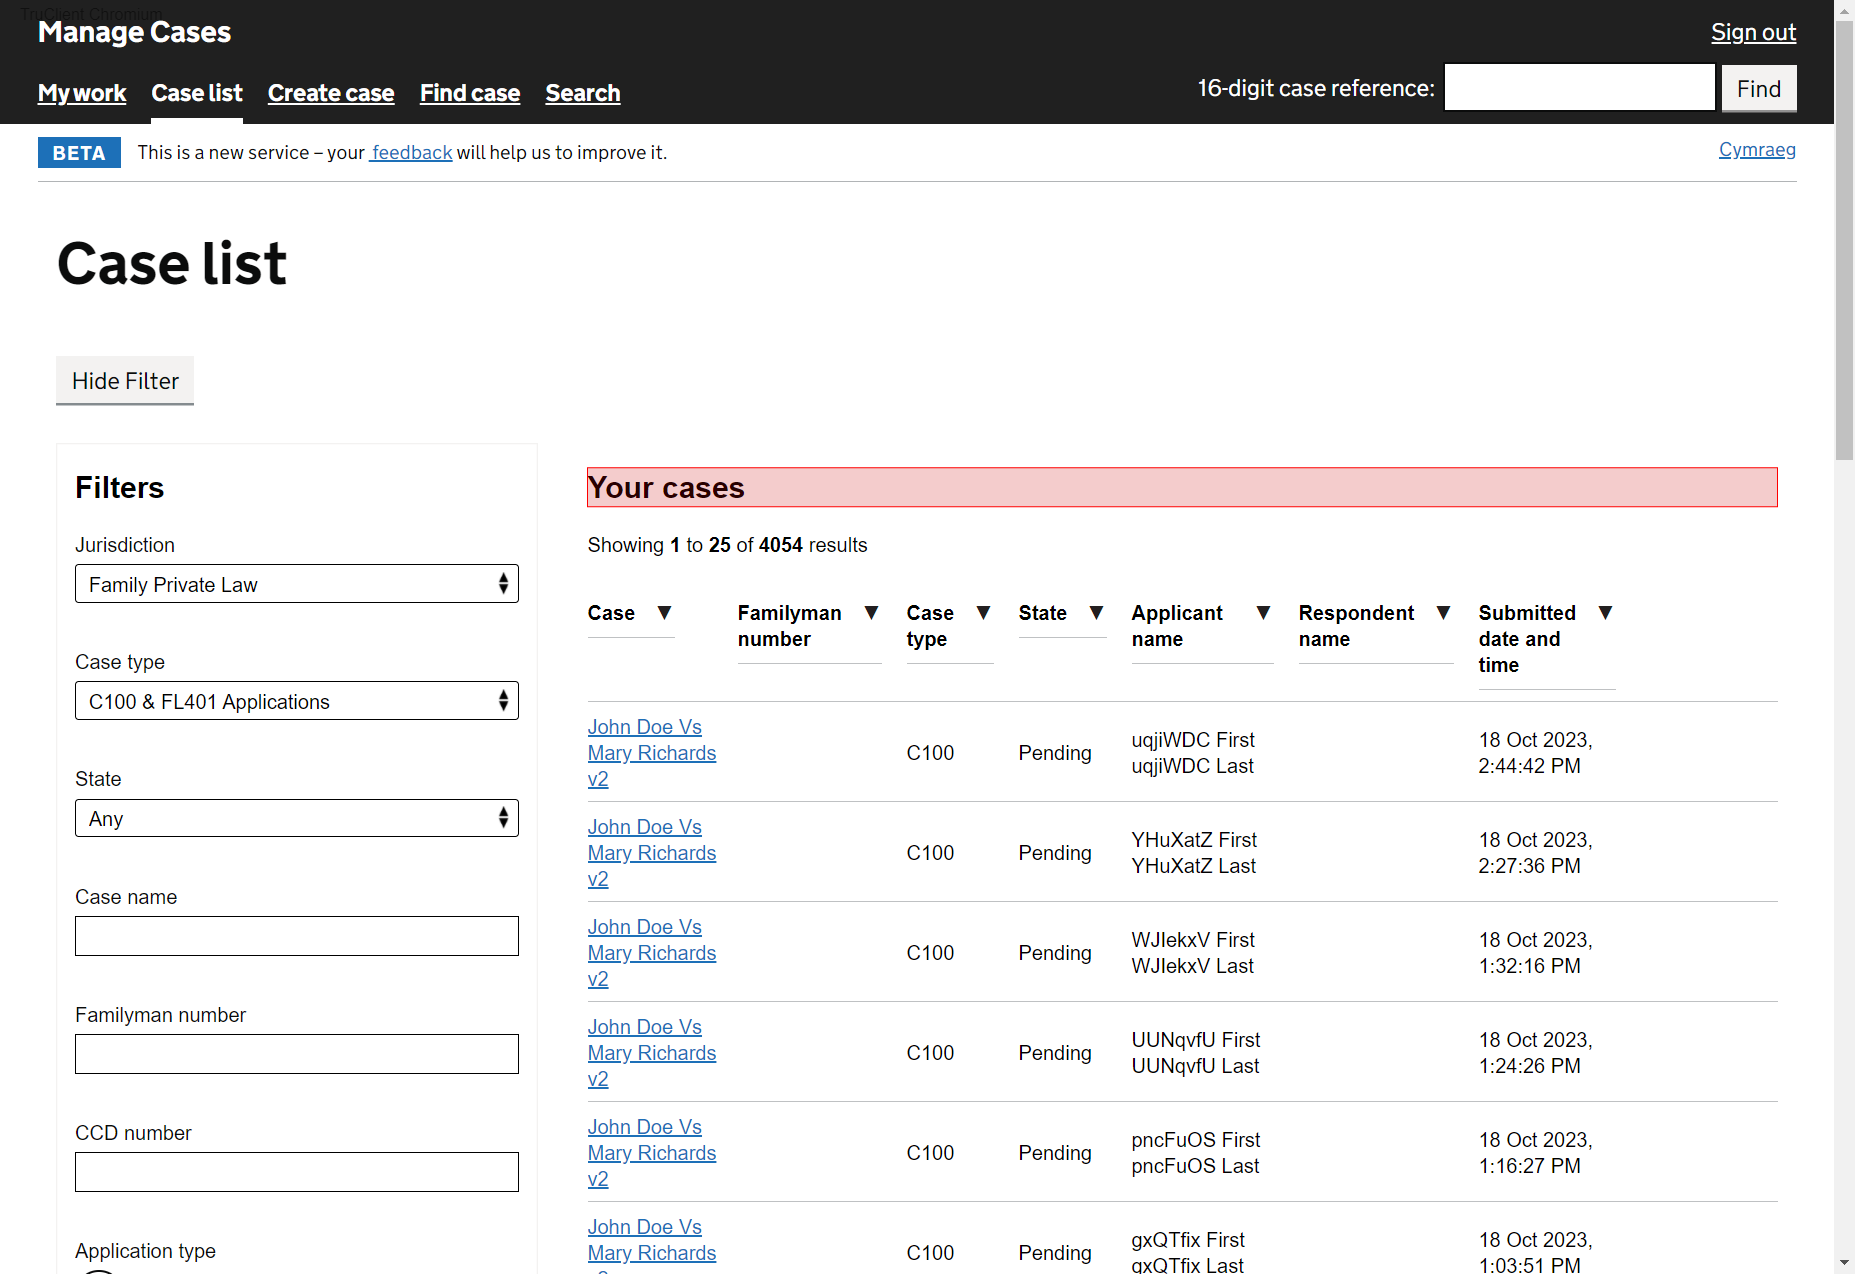 TruClient Chromium
Manage Cases
Sign out
My work Case list Create case Find case Search
16-digit case reference: Find
BETA This is a new service – your feedback will help us to improve it.
Cymraeg
Case list
Hide Filter
Filters
Jurisdiction
Family Private Law
Case type
C100 & FL401 Applications
State
Any
Case name
Familyman number
CCD number
Application type
Your cases
Showing 1 to 25 of 4054 results
Case ▼ Familyman ▼ Case ▼ State ▼ Applicant ▼ Respondent ▼ Submitted ▼
number type name name date and
time
John Doe Vs
Mary Richards
v2
C100
Pending
uqjiWDC First
uqjiWDC Last
18 Oct 2023,
2:44:42 PM
John Doe Vs
Mary Richards
v2
C100
Pending
YHuXatZ First
YHuXatZ Last
18 Oct 2023,
2:27:36 PM
John Doe Vs
Mary Richards
v2
C100
Pending
WJIekxV First
WJIekxV Last
18 Oct 2023,
1:32:16 PM
John Doe Vs
Mary Richards
v2
C100
Pending
UUNqvfU First
UUNqvfU Last
18 Oct 2023,
1:24:26 PM
John Doe Vs
Mary Richards
v2
C100
Pending
pncFuOS First
pncFuOS Last
18 Oct 2023,
1:16:27 PM
John Doe Vs
Mary Richards
C100
Pending
gxQTfix First
gxQTfix Last
18 Oct 2023,
1:03:51 PM